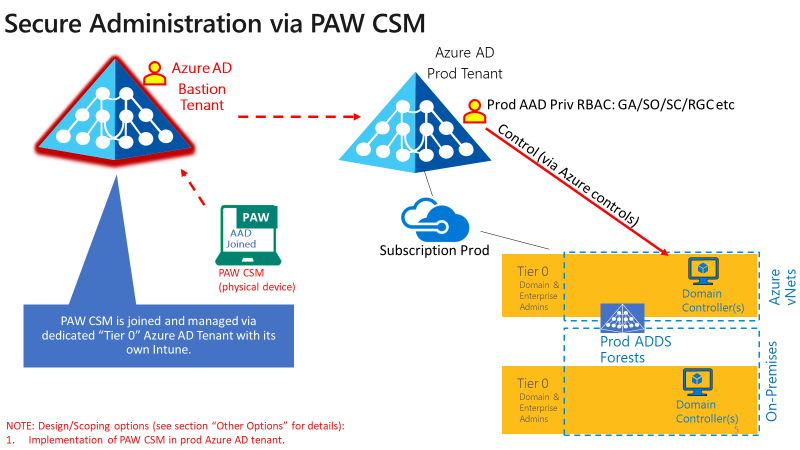 Secure Administration via PAW CSM
Azure AD
Bastion
Tenant
Azure AD
Prod Tenant
Prod AAD Priv RBAC: GA/SO/SC/RGC etc
Control (via Azure controls)
PAW
AAD
Joined
PAW CSM
(physical device)
Subscription Prod
PAW CSM is joined and managed via
dedicated “Tier 0” Azure AD Tenant with its
own Intune.
Tier 0
Domain &
Enterprise
Admins
Domain
Controller(s)
Azure
vNets
Prod ADDS
Forests
Tier 0
Domain &
Enterprise
Admins
Domain
Controller(s)
5
On-Premises
NOTE: Design/Scoping options (see section “Other Options” for details):
1. Implementation of PAW CSM in prod Azure AD tenant.